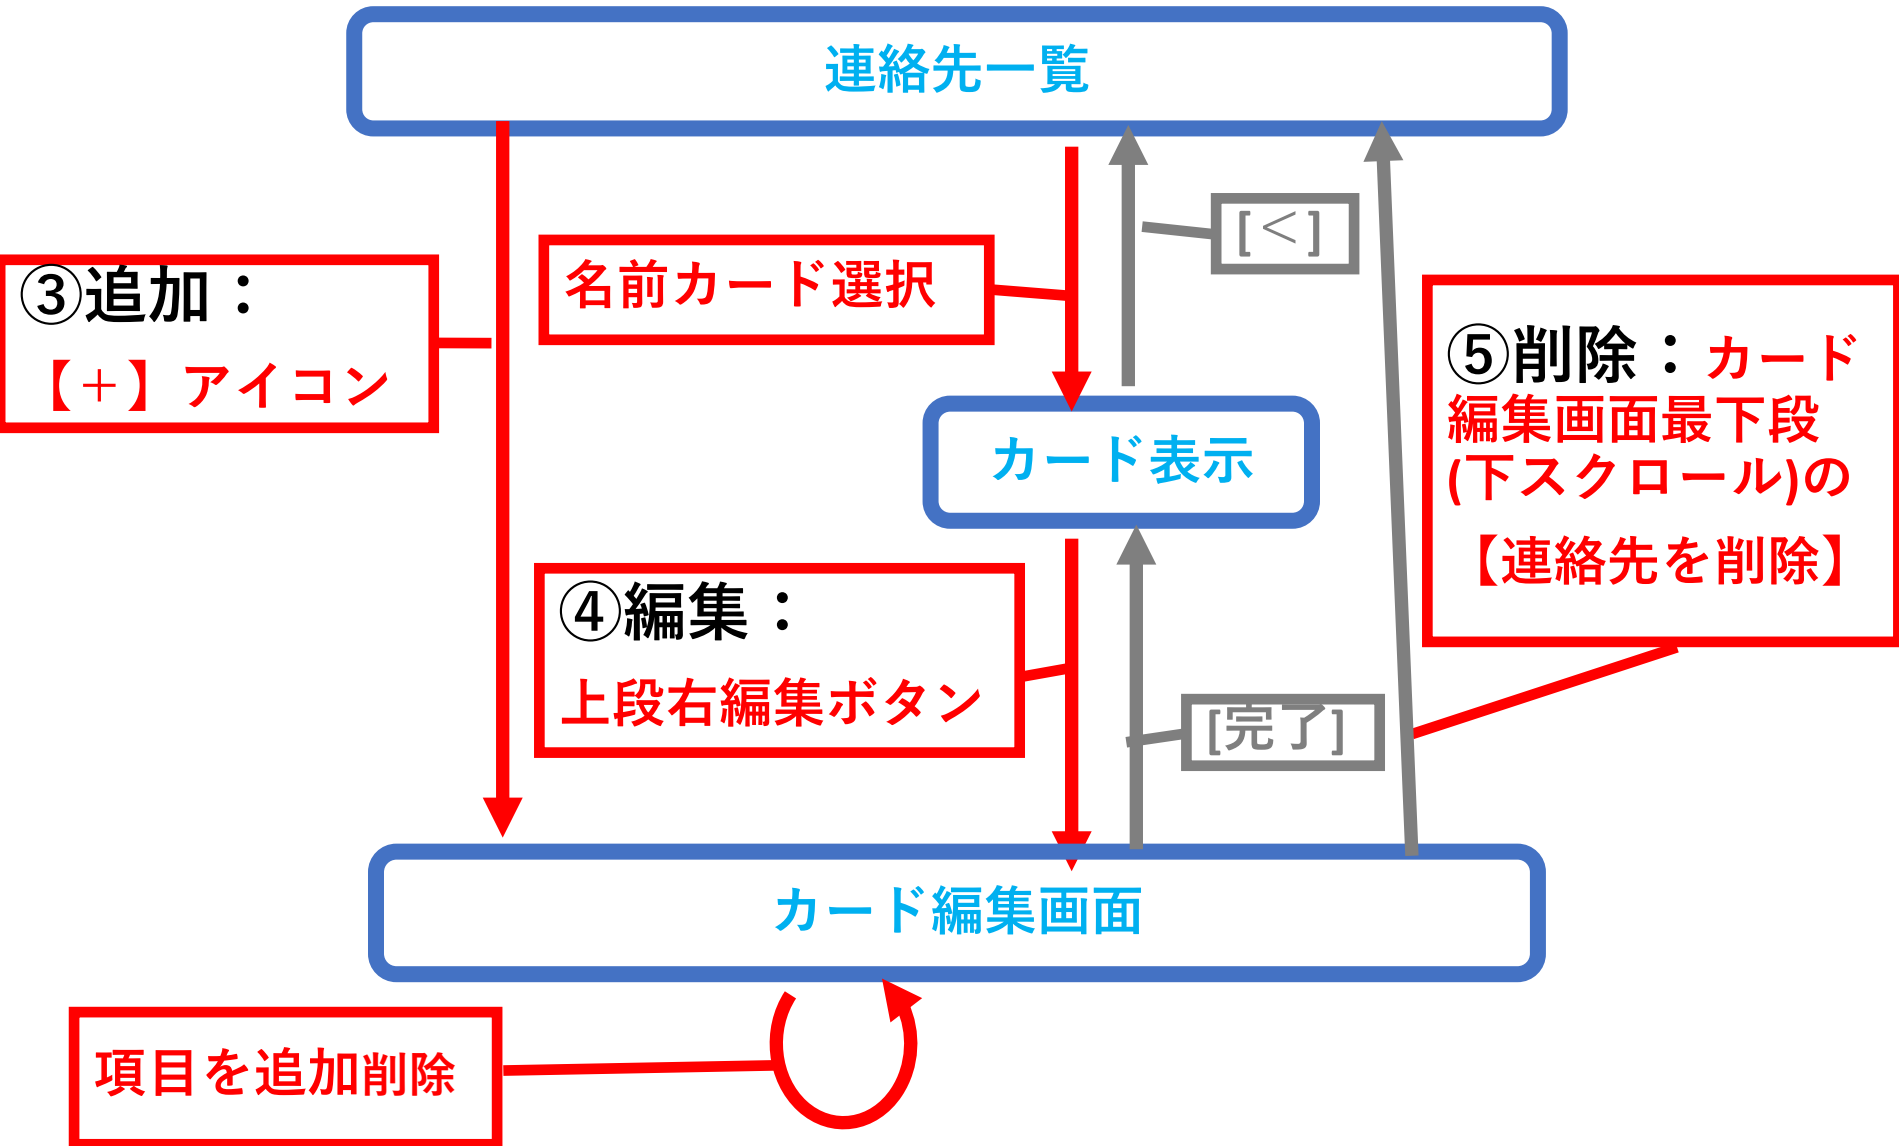 連絡先一覧
[<]
名前カード選択
③追加：
【+】アイコン
⑤削除：カード
編集画面最下段
(下スクロール)の
【連絡先を削除】
カード表示
④編集：
上段右編集ボタン
[完了]
カード編集画面
項目を追加削除